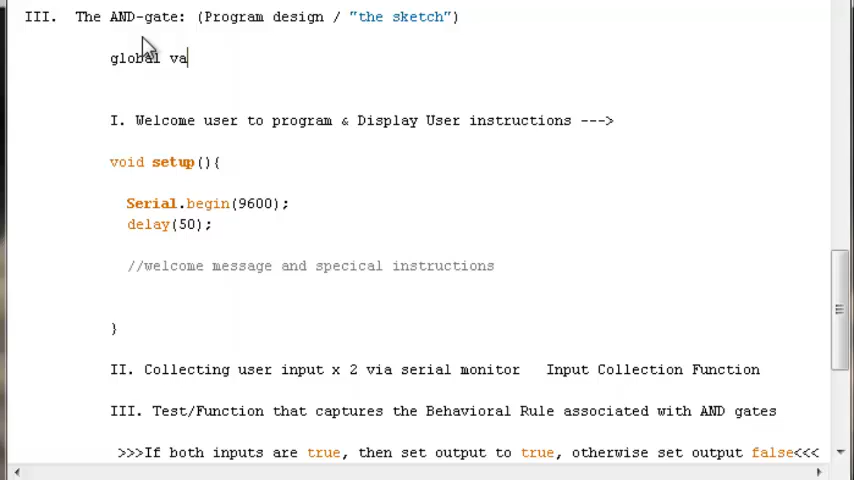 III.  The AND-gate: (Program design / "the sketch")
global va
I. Welcome user to program & Display User instructions --->
void setup(){
Serial.begin(9600);
delay(50);
//welcome message and specical instructions
}
II. Collecting user input x 2 via serial monitor   Input Collection Function
III. Test/Function that captures the Behavioral Rule associated with AND gates
>>>If both inputs are true, then set output to true, otherwise set output false<<<